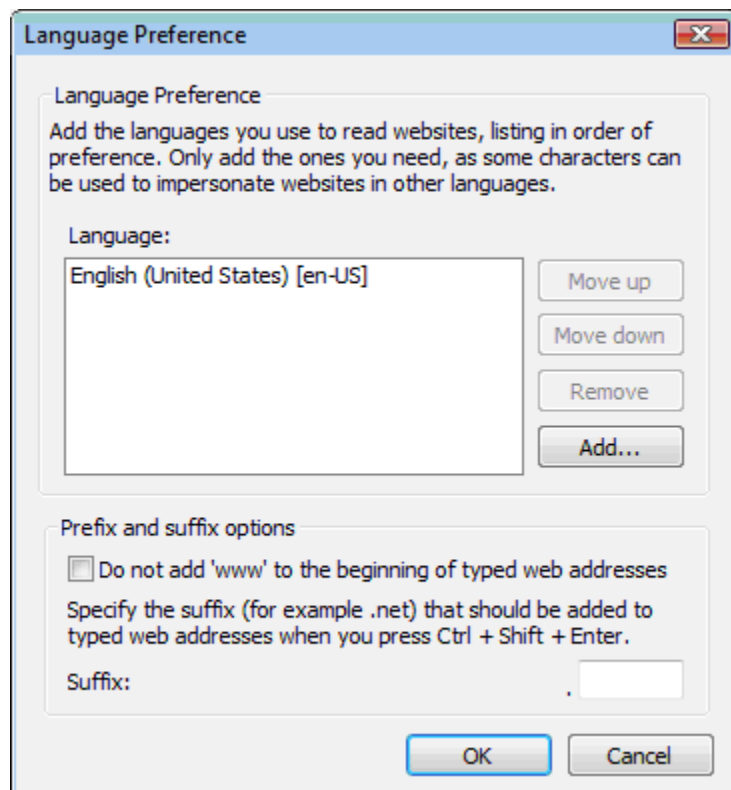 Language Preference
Language Preference
Add the languages you use to read websites, listing in order of
preference. Only add the ones you need, as some characters can
be used to impersonate websites in other languages.
Language:
English (United States) [en-US]
Move up
Move down
Remove
Add...
Prefix and suffix options
Do not add 'www' to the beginning of typed web addresses
Specify the suffix (for example .net) that should be added to
typed web addresses when you press Ctrl + Shift + Enter.
Suffix: .
OK Cancel